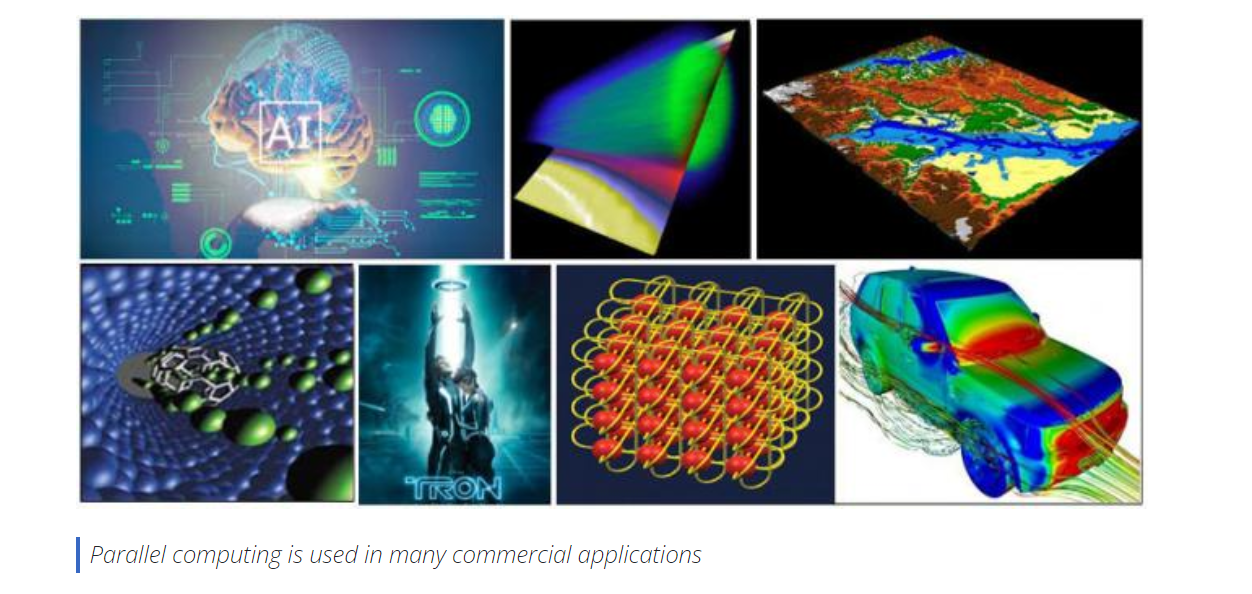 AI
TRON
Parallel computing is used in many commercial applications